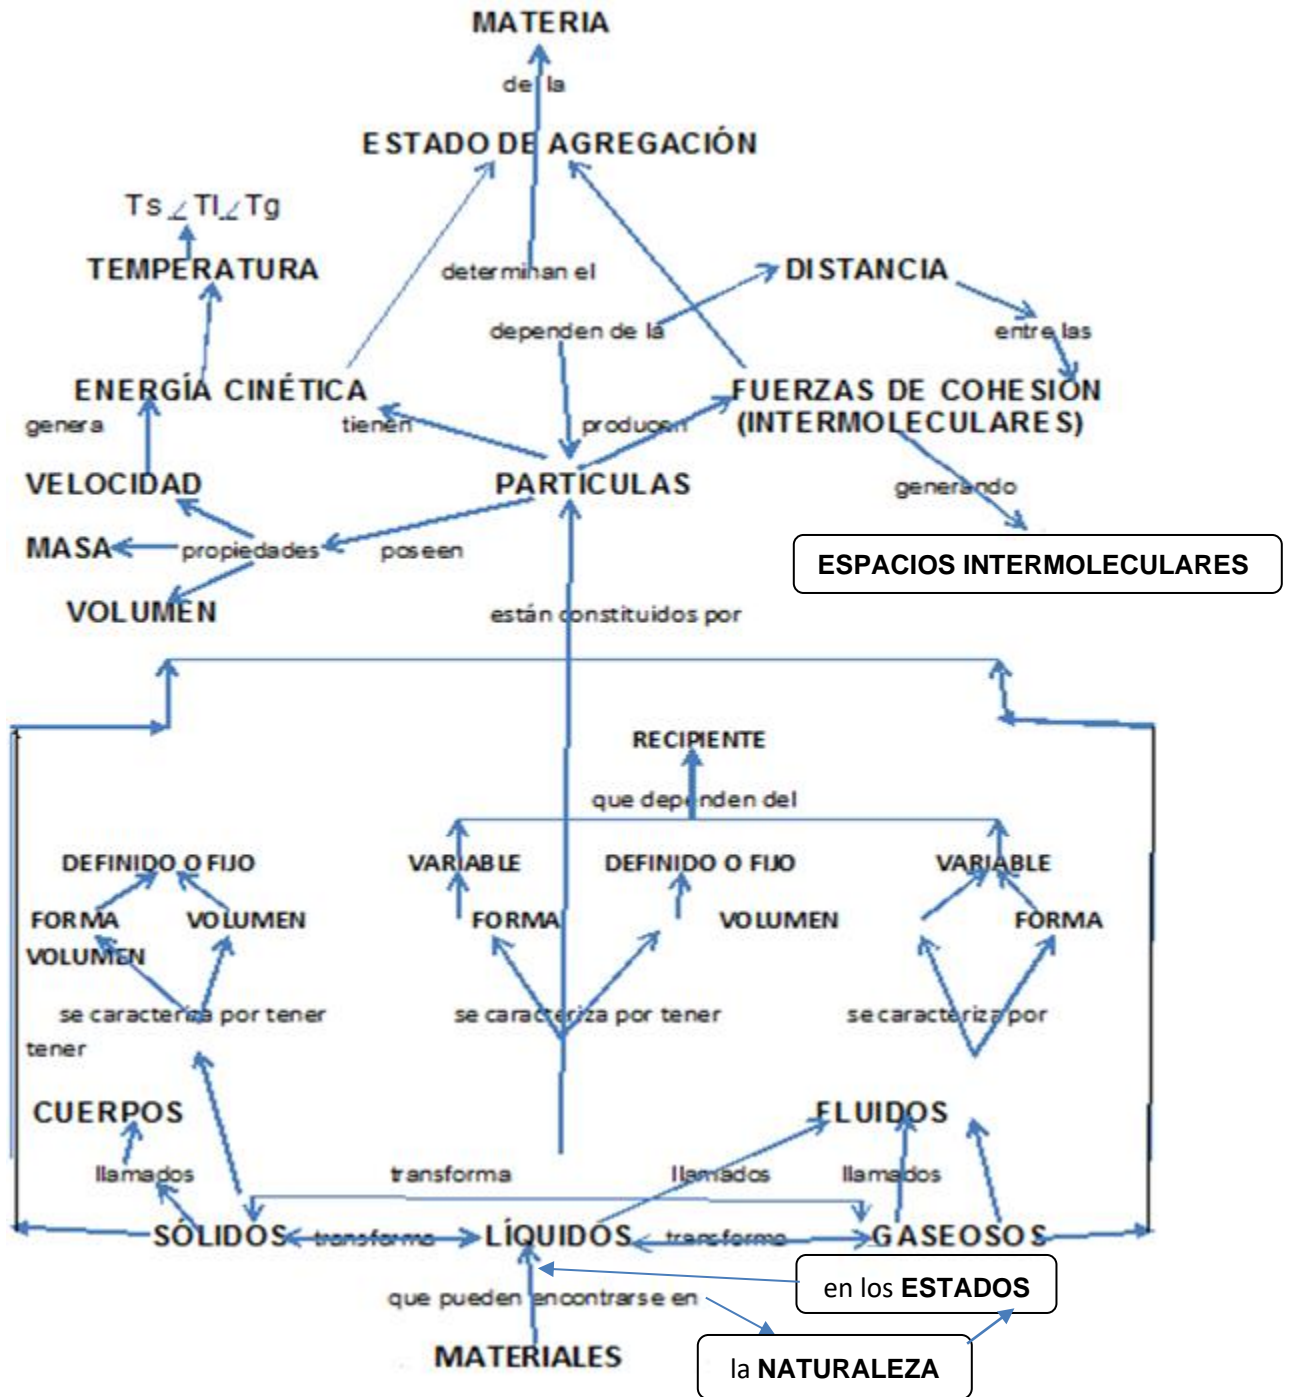 MATERIA
de la
ESTADO DE AGREGACIÓN
Ts ∠ Tl ∠ Tg
TEMPERATURA
determinan el
DISTANCIA
dependen de la
entre las
ENERGÍA CINÉTICA
FUERZAS DE COHESIÓN
genera
tienen
producen
(INTERMOLECULARES)
VELOCIDAD
PARTICULAS
generando
MASA
propiedades
poseen
ESPACIOS INTERMOLECULARES
VOLUMEN
están constituidos por
RECIPIENTE
que dependen del
DEFINIDO O FIJO
VARIABLE
DEFINIDO O FIJO
VARIABLE
FORMA
VOLUMEN
FORMA
VOLUMEN
FORMA
VOLUMEN
se caracteriza por tener
se caracteriza por tener
se caracteriza por
tener
CUERPOS
FLUIDOS
llamados
transforma
llamados
llamados
SÓLIDOS
transforma
LÍQUIDOS
transforma
GASEOSOS
en los ESTADOS
que pueden encontrarse en
MATERIALES
la NATURALEZA